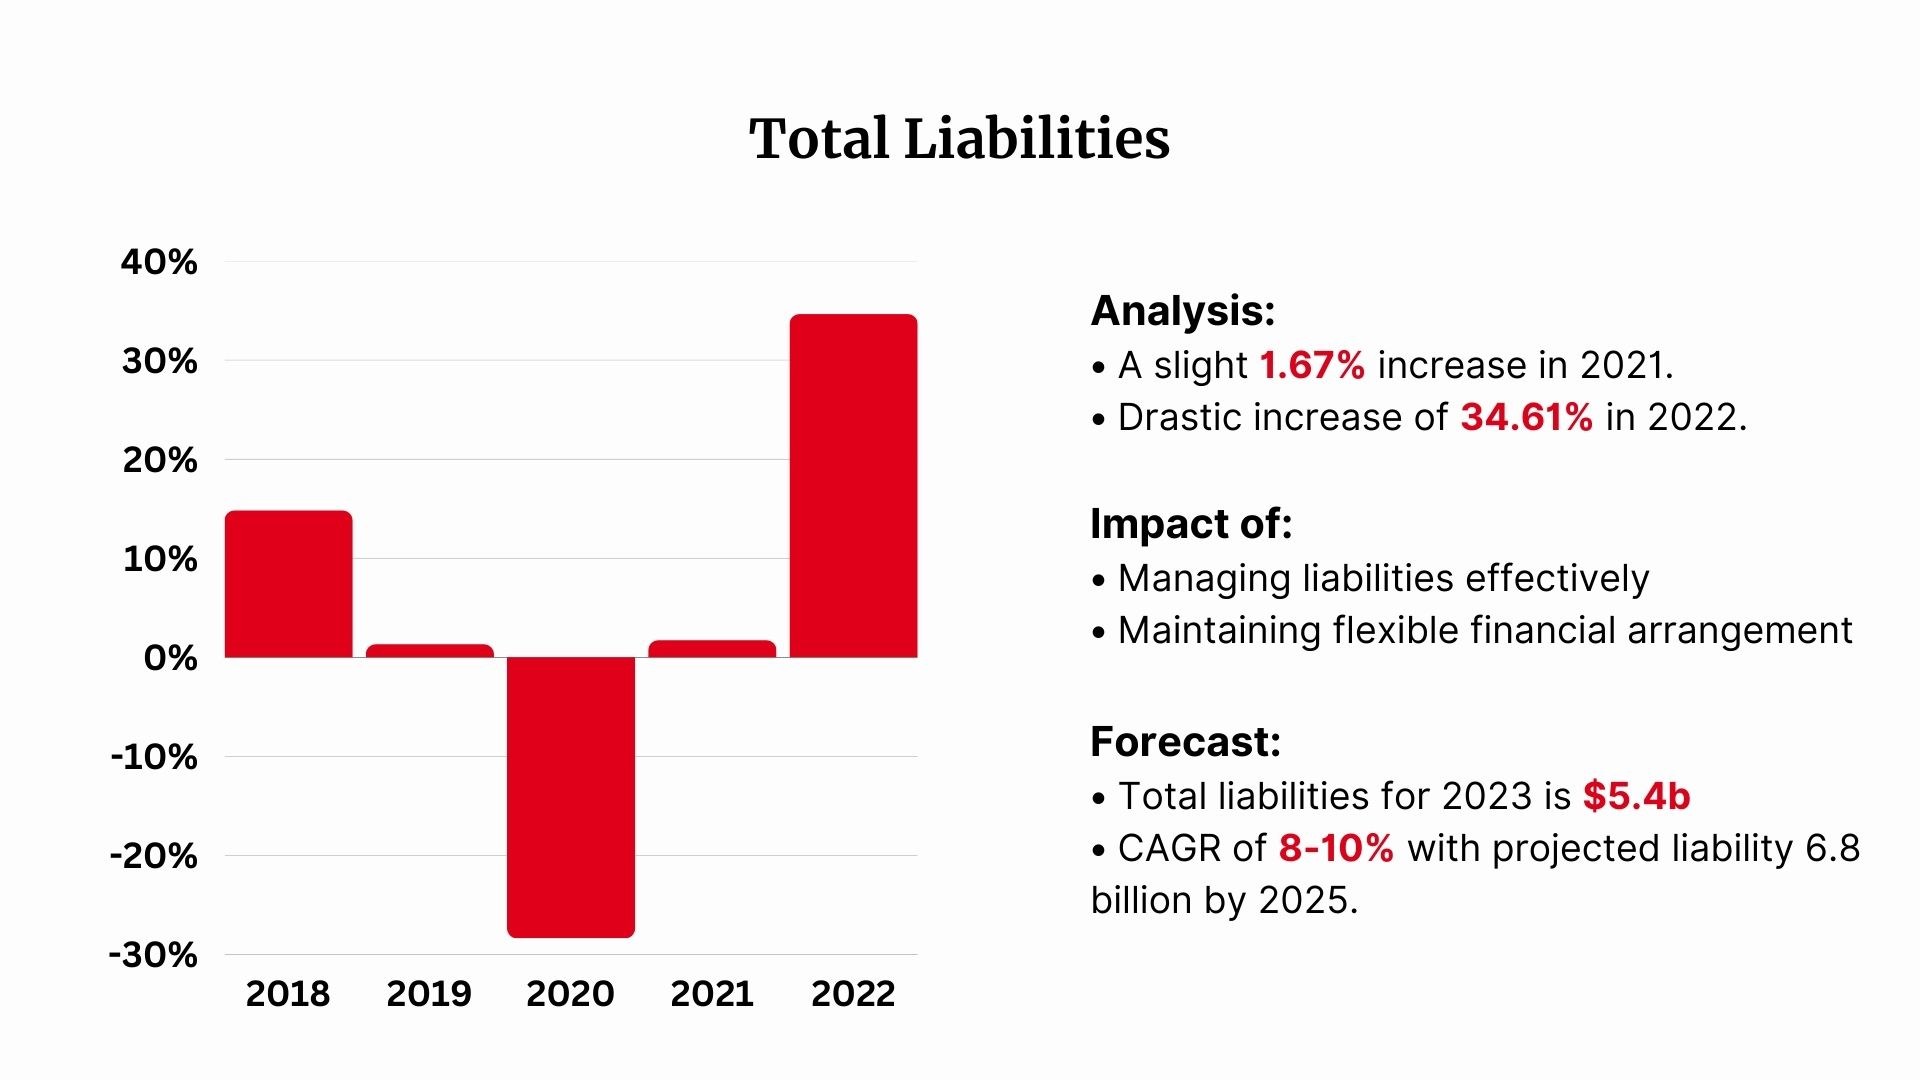 Total Liabilities
40%
30%
20%
10%
0%
-10%
-20%
-30%
2018 2019 2020 2021 2022
Analysis:
• A slight 1.67% increase in 2021.
• Drastic increase of 34.61% in 2022.
Impact of:
• Managing liabilities effectively
• Maintaining flexible financial arrangement
Forecast:
• Total liabilities for 2023 is $5.4b
• CAGR of 8-10% with projected liability 6.8
billion by 2025.